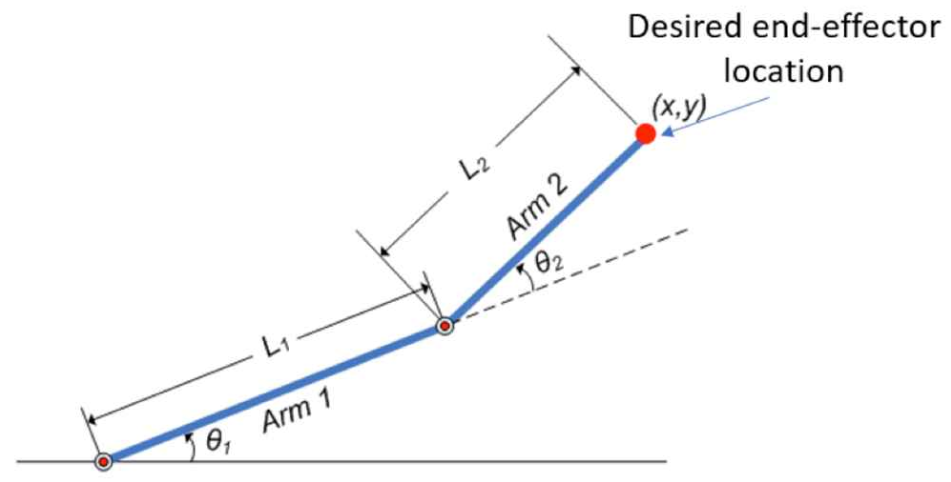 Desired end-effector
location
(x,y)
L₂
Arm 2
θ₂
L₁
Arm 1
θ₁